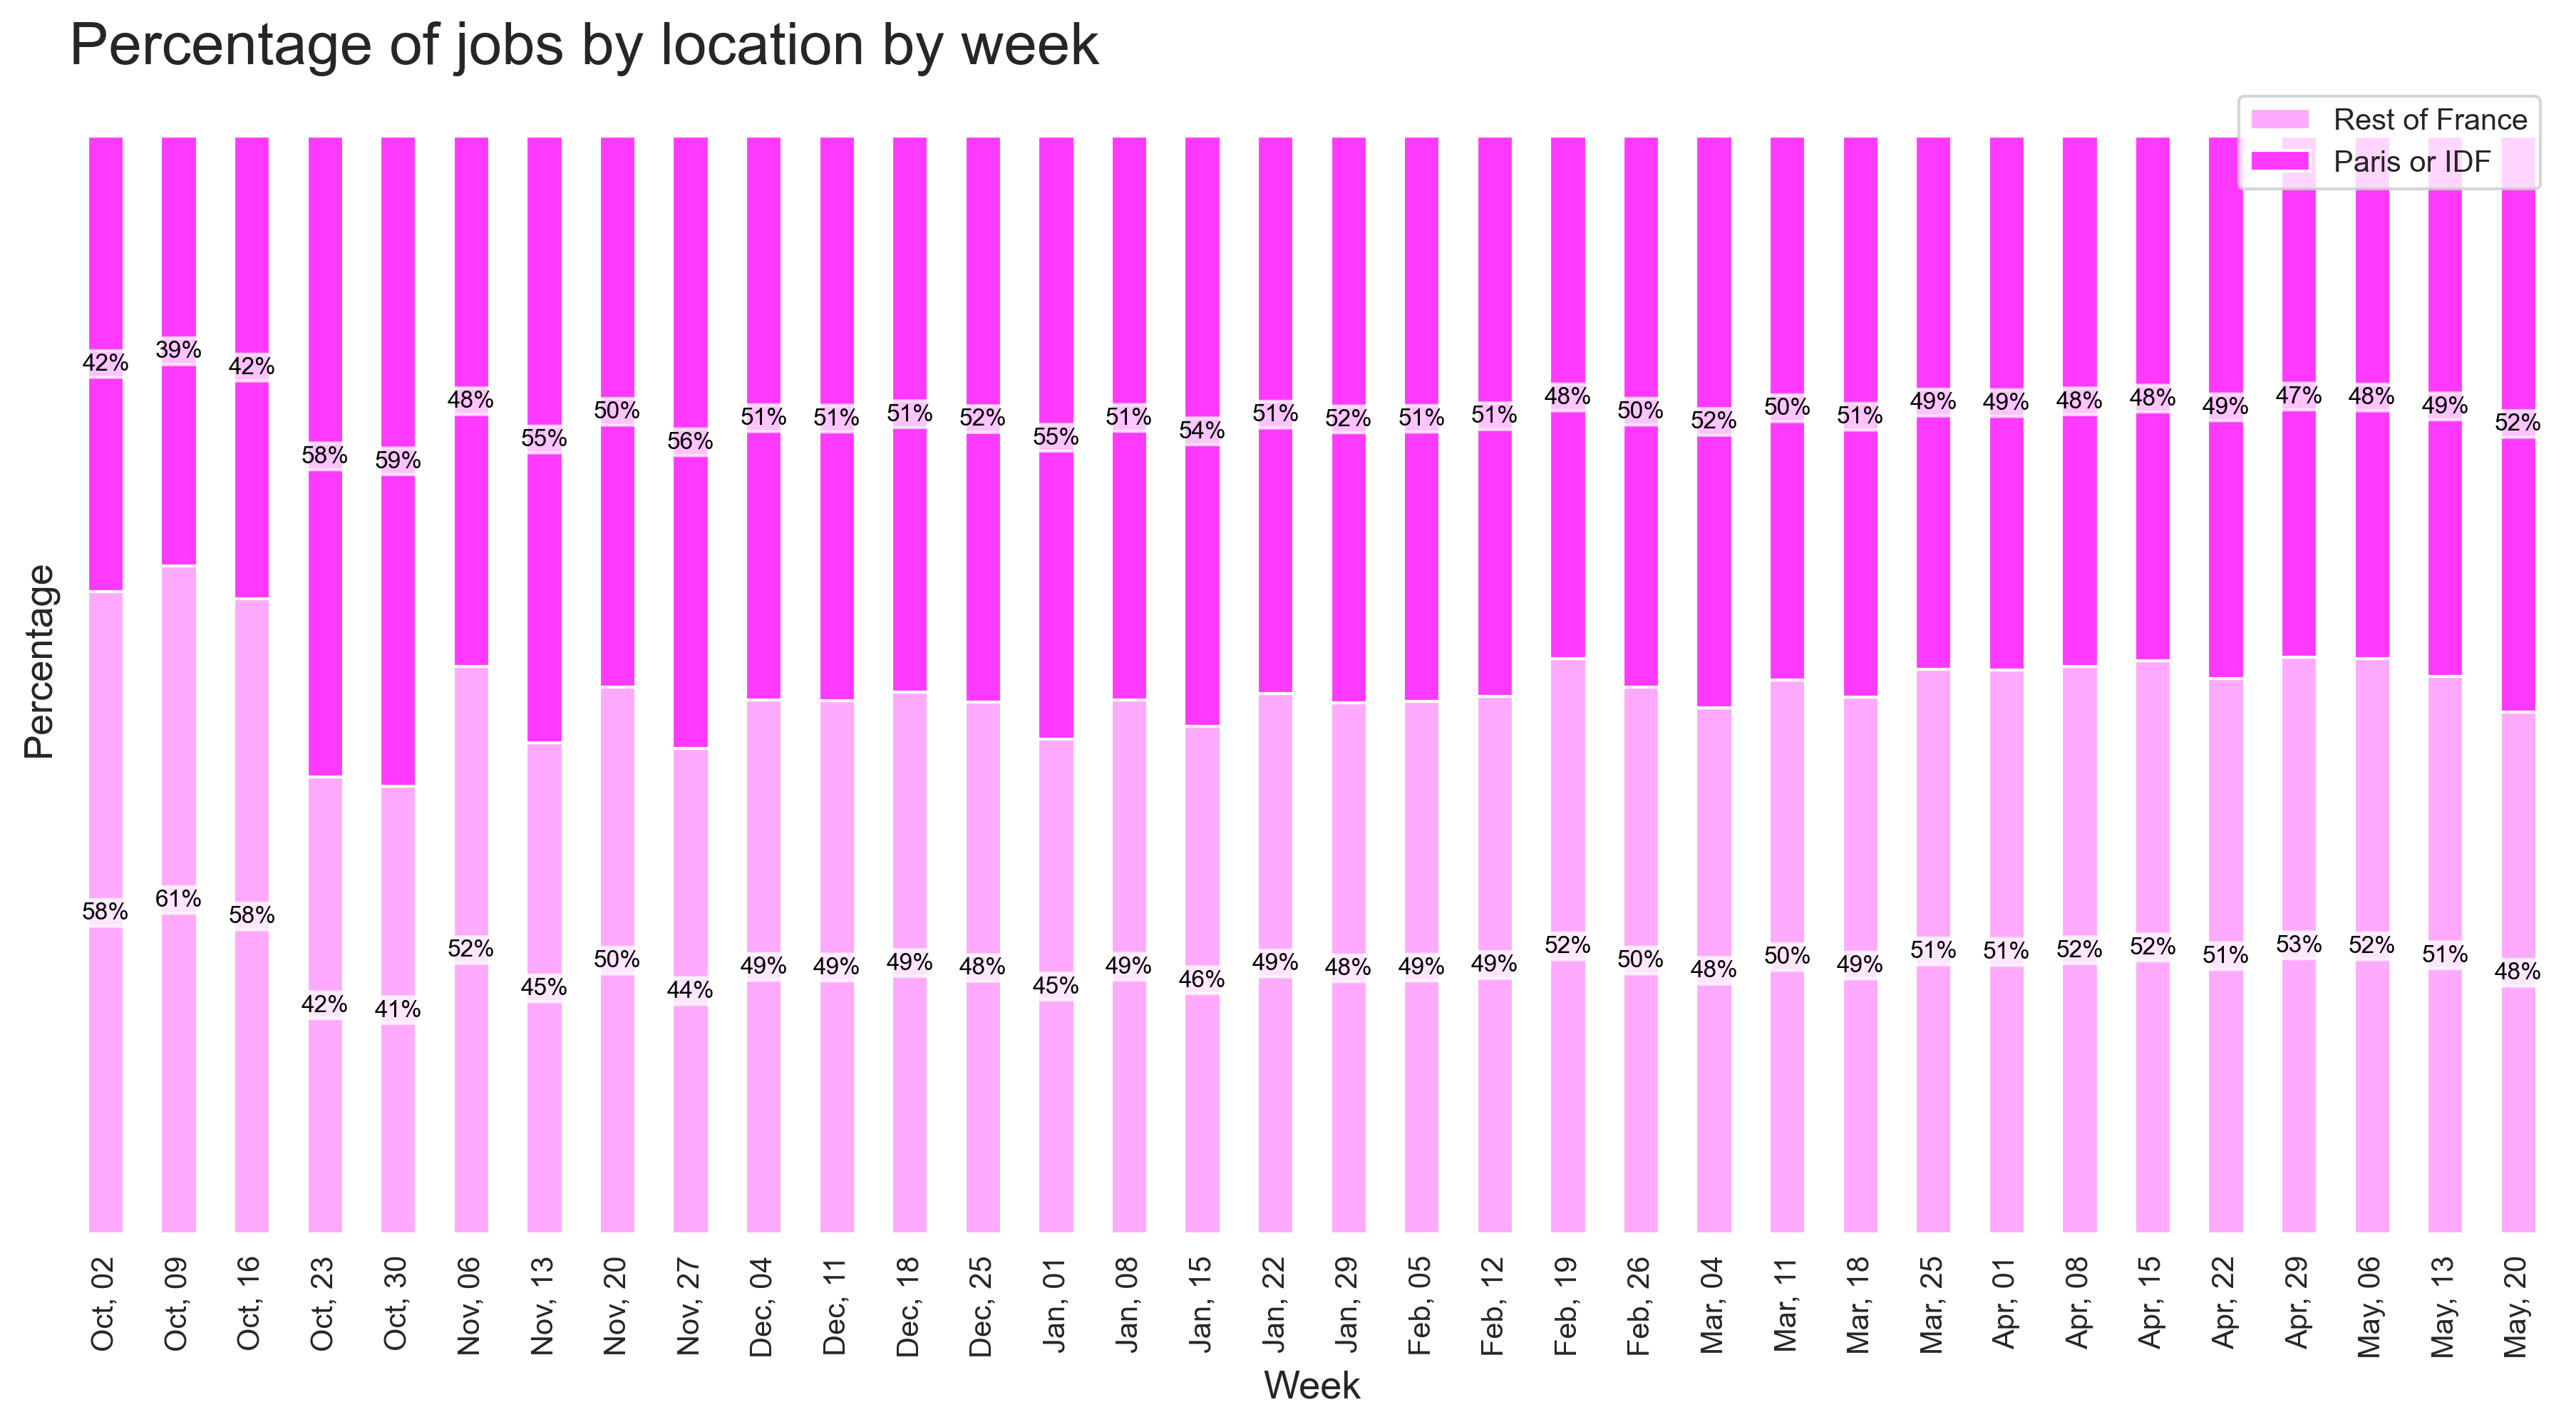 Percentage of jobs by location by week
Rest of France
Paris or IDF
42% 39% 42% 58% 59% 48% 55% 50% 56% 51% 51% 51% 52% 55% 51% 54% 51% 52% 51% 51% 48% 50% 52% 50% 51% 49% 49% 48% 48% 49% 47% 48% 49% 52%
Percentage
58% 61% 58% 42% 41% 52% 45% 50% 44% 49% 49% 49% 48% 45% 49% 46% 49% 48% 49% 49% 52% 50% 48% 50% 49% 51% 51% 52% 52% 51% 53% 52% 51% 48%
Oct, 02
Oct, 09
Oct, 16
Oct, 23
Oct, 30
Nov, 06
Nov, 13
Nov, 20
Nov, 27
Dec, 04
Dec, 11
Dec, 18
Dec, 25
Jan, 01
Jan, 08
Jan, 15
Jan, 22
Jan, 29
Feb, 05
Feb, 12
Feb, 19
Feb, 26
Mar, 04
Mar, 11
Mar, 18
Mar, 25
Apr, 01
Apr, 08
Apr, 15
Apr, 22
Apr, 29
May, 06
May, 13
May, 20
Week